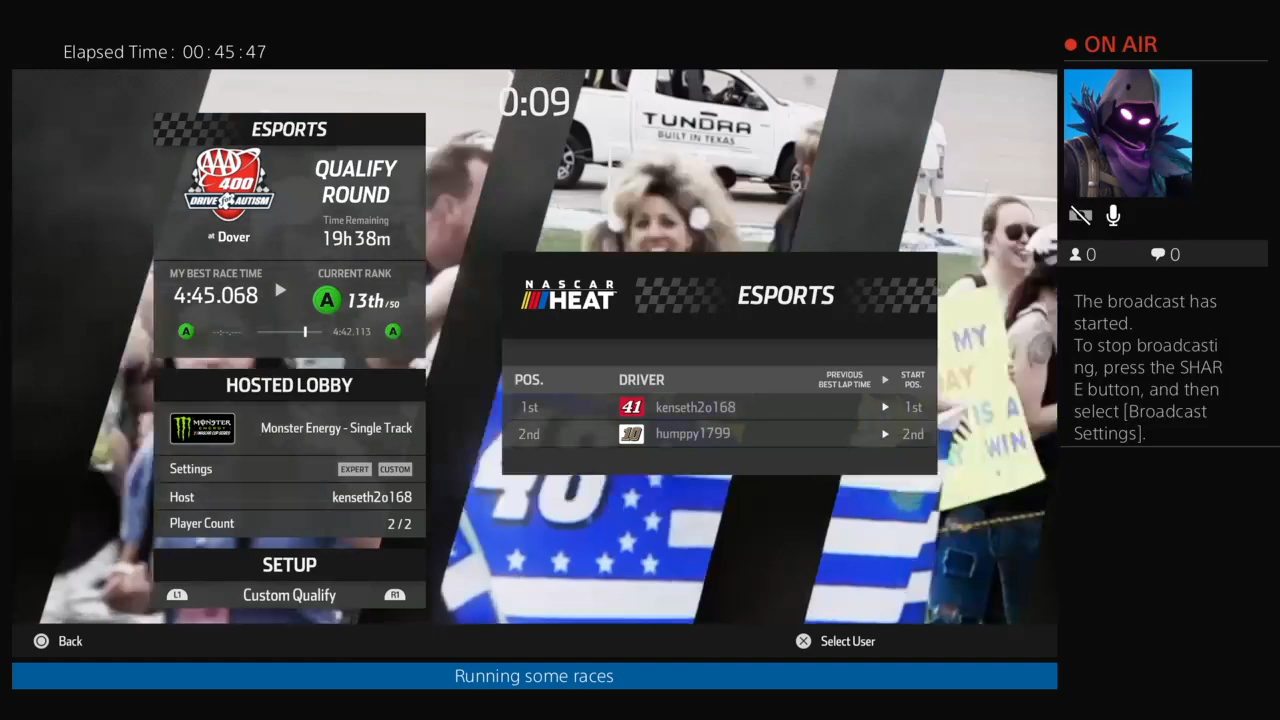 Elapsed Time: 00:45:47
ON AIR
0:09
TUNDRA
BUILT IN TEXAS
ESPORTS
AAA
400
DRIVE FOR AUTISM
at Dover
QUALIFY
ROUND
Time Remaining
19h 38m
MY BEST RACE TIME
4:45.068
CURRENT RANK
A 13th/50
A --:--.--- 4:42.113 A
HOSTED LOBBY
MONSTER
ENERGY
Monster Energy - Single Track
Settings EXPERT CUSTOM
Host kenseth2o168
Player Count 2/2
SETUP
L1 Custom Qualify R1
NASCAR
HEAT
ESPORTS
POS. DRIVER PREVIOUS BEST LAP TIME START POS.
1st 41 kenseth2o168 1st
2nd 10 humppy1799 2nd
MY
DAY
IS A
WIN
Back
Select User
Running some races
0 0
The broadcast has
started.
To stop broadcasti
ng, press the SHAR
E button, and then
select [Broadcast
Settings].